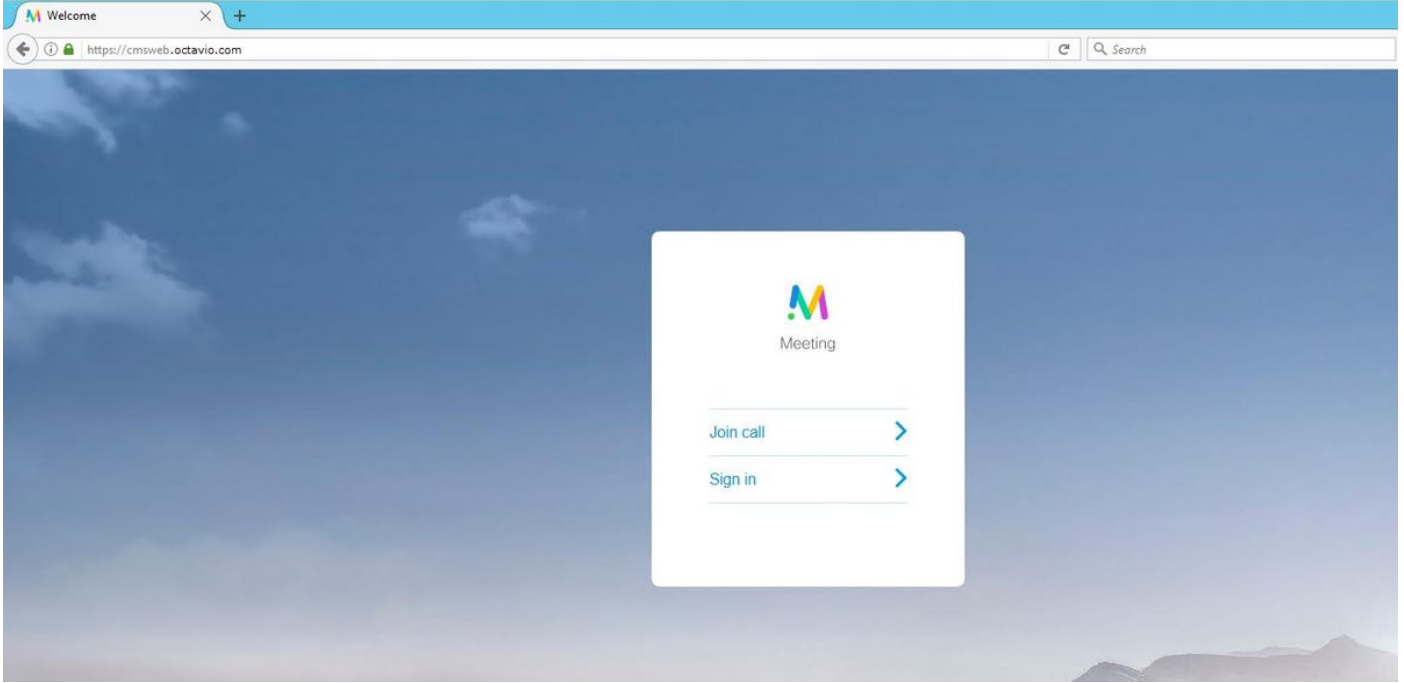 Welcome
https://cmsweb.octavio.com
Search
Meeting
Join call
Sign in